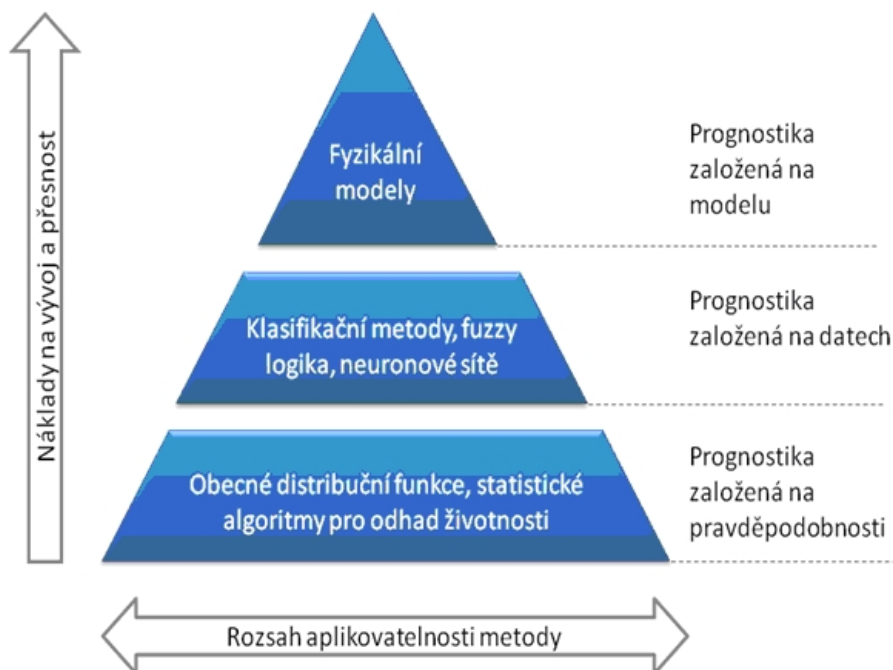 Náklady na vývoj a přesnost
Fyzikální
modely
Prognostika
založená na
modelu
Klasifikační metody, fuzzy
logika, neuronové sítě
Prognostika
založená na datech
Obecné distribuční funkce, statistické
algoritmy pro odhad životnosti
Prognostika
založená na
pravděpodobnosti
Rozsah aplikovatelnosti metody